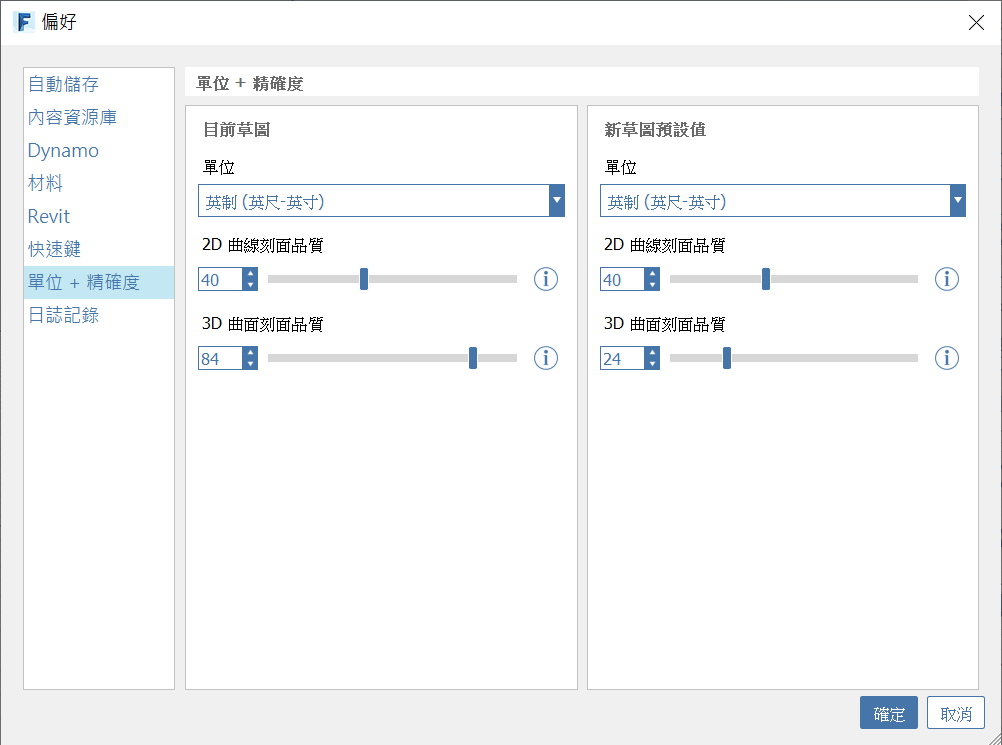 偏好
自動儲存
內容資源庫
Dynamo
材料
Revit
快速鍵
單位 + 精確度
日誌記錄
單位 + 精確度
目前草圖
單位
英制 (英尺-英寸)
2D 曲線刻面品質
40
3D 曲面刻面品質
84
新草圖預設值
單位
英制 (英尺-英寸)
2D 曲線刻面品質
40
3D 曲面刻面品質
24
確定
取消